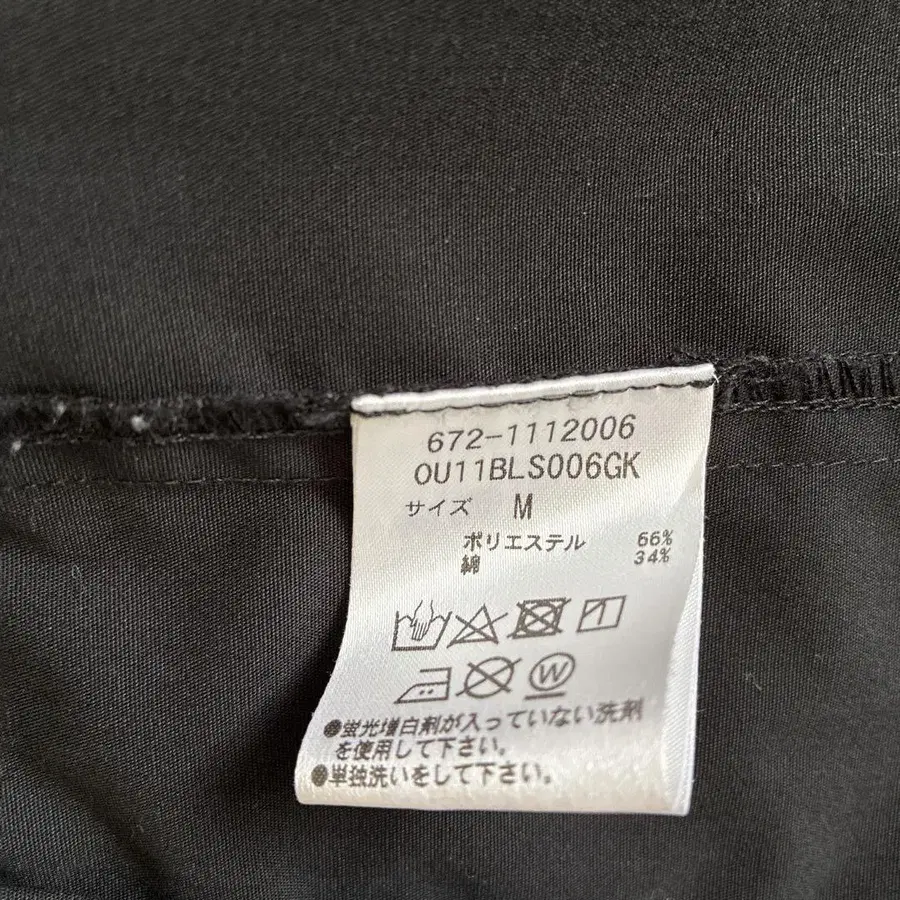 672-1112006
OU11BLS006GK
サイズ M
ポリエステル 66%
綿 34%
W
●蛍光増白剤が入っていない洗剤
を使用して下さい。
●単独洗いをして下さい。